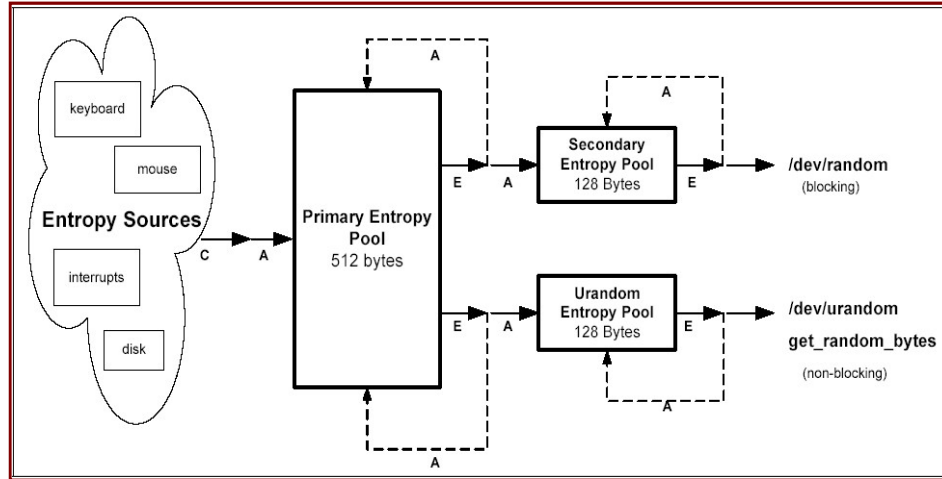 keyboard
mouse
Entropy Sources
interrupts
disk
C
A
Primary Entropy
Pool
512 bytes
A
E
A
Secondary
Entropy Pool
128 Bytes
A
E
/dev/random
(blocking)
E
A
A
Urandom
Entropy Pool
128 Bytes
E
A
/dev/urandom
get_random_bytes
(non-blocking)